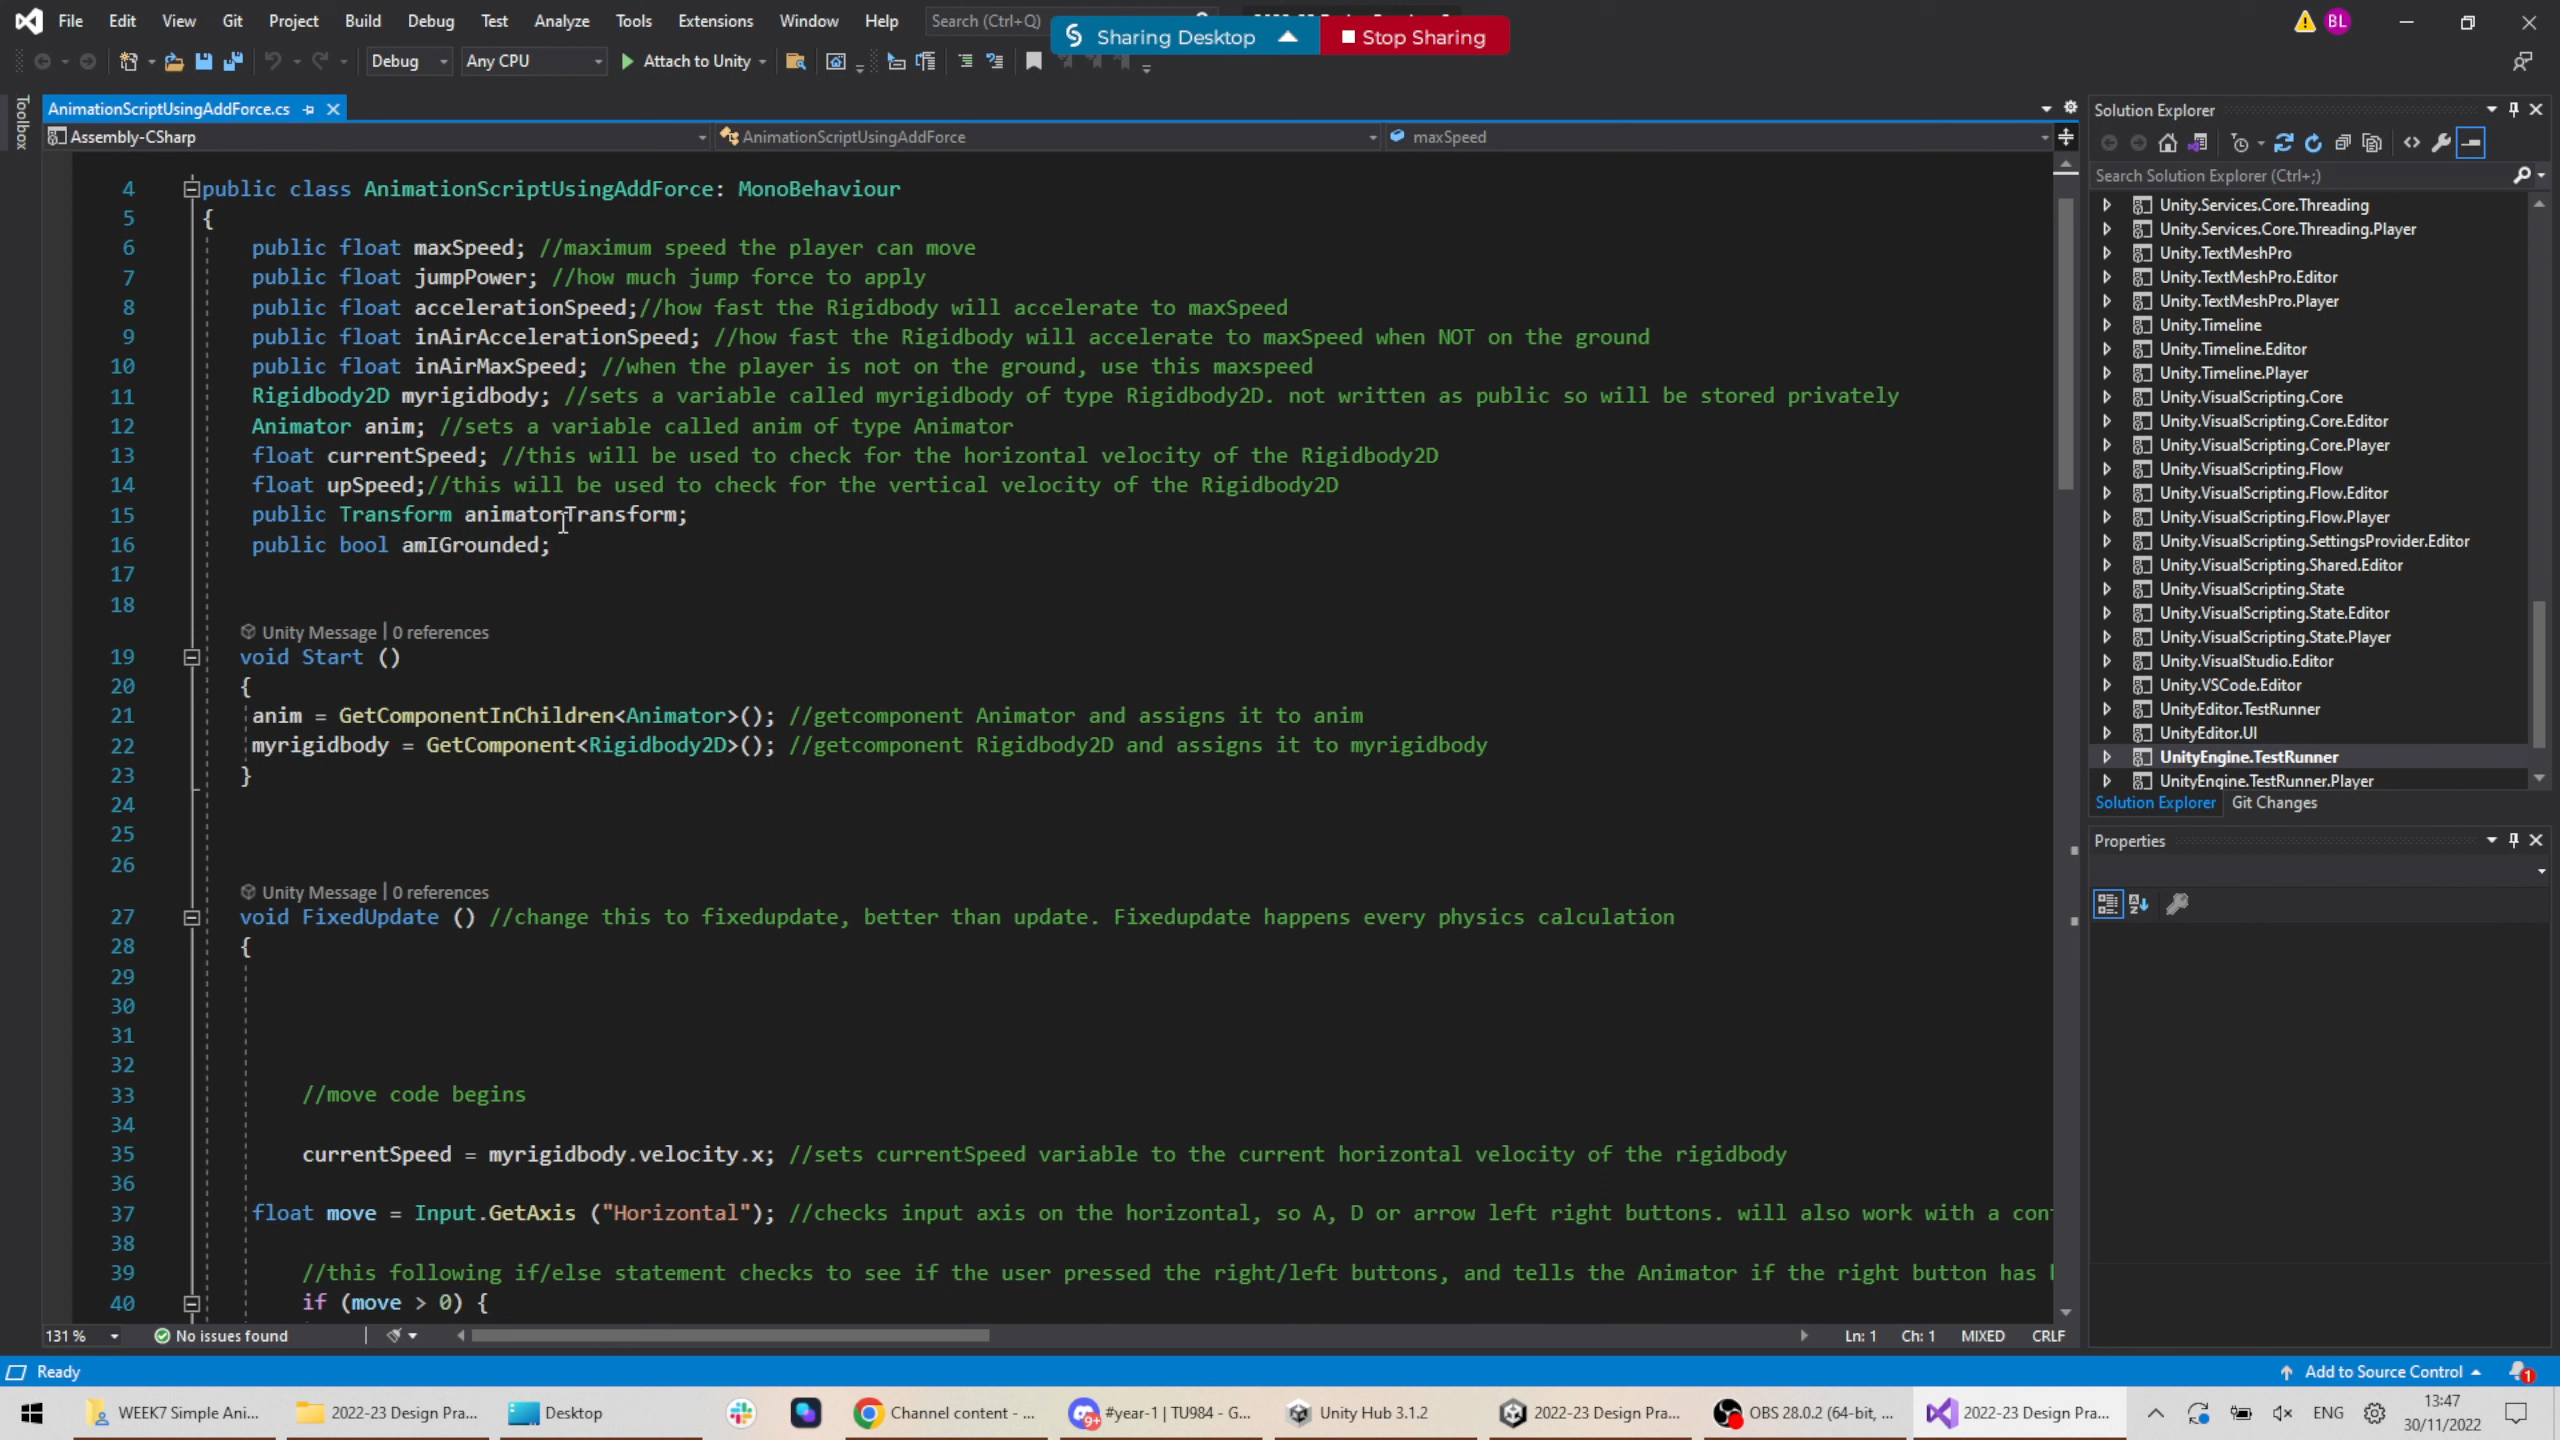 File Edit View Git Project Build Debug Test Analyze Tools Extensions Window Help Search (Ctrl+Q)
Sharing Desktop Stop Sharing
BL
Debug Any CPU Attach to Unity
Toolbox
AnimationScriptUsingAddForce.cs
Assembly-CSharp AnimationScriptUsingAddForce maxSpeed
4 public class AnimationScriptUsingAddForce: MonoBehaviour
5 {
6 public float maxSpeed; //maximum speed the player can move
7 public float jumpPower; //how much jump force to apply
8 public float accelerationSpeed;//how fast the Rigidbody will accelerate to maxSpeed
9 public float inAirAccelerationSpeed; //how fast the Rigidbody will accelerate to maxSpeed when NOT on the ground
10 public float inAirMaxSpeed; //when the player is not on the ground, use this maxspeed
11 Rigidbody2D myrigidbody; //sets a variable called myrigidbody of type Rigidbody2D. not written as public so will be stored privately
12 Animator anim; //sets a variable called anim of type Animator
13 float currentSpeed; //this will be used to check for the horizontal velocity of the Rigidbody2D
14 float upSpeed;//this will be used to check for the vertical velocity of the Rigidbody2D
15 public Transform animatorTransform;
16 public bool amIGrounded;
17
18
Unity Message | 0 references
19 void Start ()
20 {
21 anim = GetComponentInChildren<Animator>(); //getcomponent Animator and assigns it to anim
22 myrigidbody = GetComponent<Rigidbody2D>(); //getcomponent Rigidbody2D and assigns it to myrigidbody
23 }
24
25
26
Unity Message | 0 references
27 void FixedUpdate () //change this to fixedupdate, better than update. Fixedupdate happens every physics calculation
28 {
29
30
31
32
33 //move code begins
34
35 currentSpeed = myrigidbody.velocity.x; //sets currentSpeed variable to the current horizontal velocity of the rigidbody
36
37 float move = Input.GetAxis ("Horizontal"); //checks input axis on the horizontal, so A, D or arrow left right buttons. will also work with a con
38
39 //this following if/else statement checks to see if the user pressed the right/left buttons, and tells the Animator if the right button has
40 if (move > 0) {
131 % No issues found Ln: 1 Ch: 1 MIXED CRLF
Solution Explorer
Search Solution Explorer (Ctrl+;)
Unity.Services.Core.Threading
Unity.Services.Core.Threading.Player
Unity.TextMeshPro
Unity.TextMeshPro.Editor
Unity.TextMeshPro.Player
Unity.Timeline
Unity.Timeline.Editor
Unity.Timeline.Player
Unity.VisualScripting.Core
Unity.VisualScripting.Core.Editor
Unity.VisualScripting.Core.Player
Unity.VisualScripting.Flow
Unity.VisualScripting.Flow.Editor
Unity.VisualScripting.Flow.Player
Unity.VisualScripting.SettingsProvider.Editor
Unity.VisualScripting.Shared.Editor
Unity.VisualScripting.State
Unity.VisualScripting.State.Editor
Unity.VisualScripting.State.Player
Unity.VisualStudio.Editor
Unity.VSCode.Editor
UnityEditor.TestRunner
UnityEditor.UI
UnityEngine.TestRunner
UnityEngine.TestRunner.Player
Solution Explorer Git Changes
Properties
Ready Add to Source Control 1
WEEK7 Simple Ani... 2022-23 Design Pra... Desktop Channel content - ... 9+ #year-1 | TU984 - G... Unity Hub 3.1.2 2022-23 Design Pra... OBS 28.0.2 (64-bit, ... 2022-23 Design Pra... ENG 13:47
30/11/2022